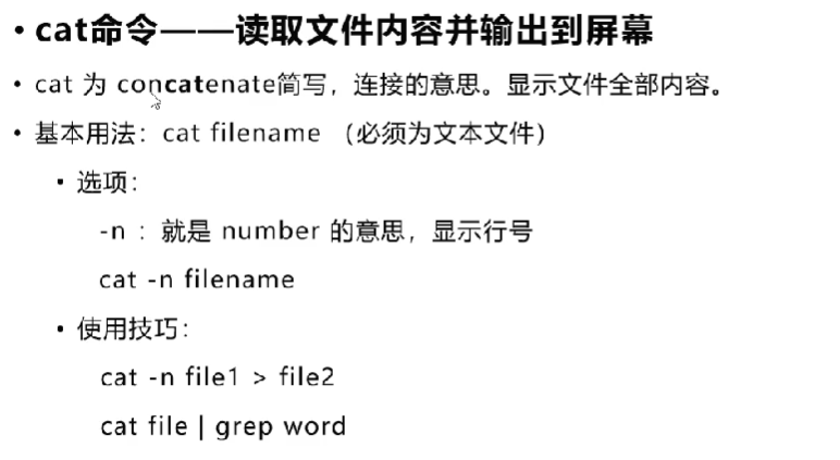 • cat命令——读取文件内容并输出到屏幕
• cat 为 concatenate简写，连接的意思。显示文件全部内容。
• 基本用法：cat filename （必须为文本文件）
• 选项：
-n ：就是 number 的意思，显示行号
cat -n filename
• 使用技巧：
cat -n file1 > file2
cat file | grep word